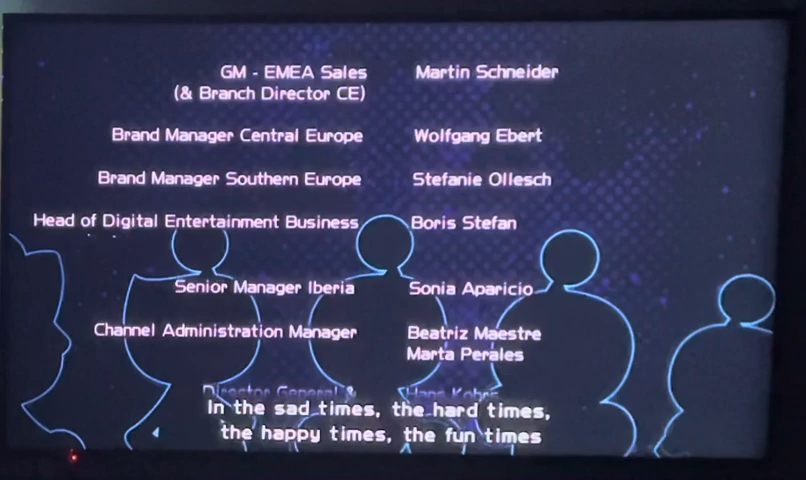 GM - EMEA Sales Martin Schneider
(& Branch Director CE)
Brand Manager Central Europe Wolfgang Ebert
Brand Manager Southern Europe Stefanie Ollesch
Head of Digital Entertainment Business Boris Stefan
Senior Manager Iberia Sonia Aparicio
Channel Administration Manager Beatriz Maestre
Marta Perales
Director General &
In the sad times, the hard times,
the happy times, the fun times